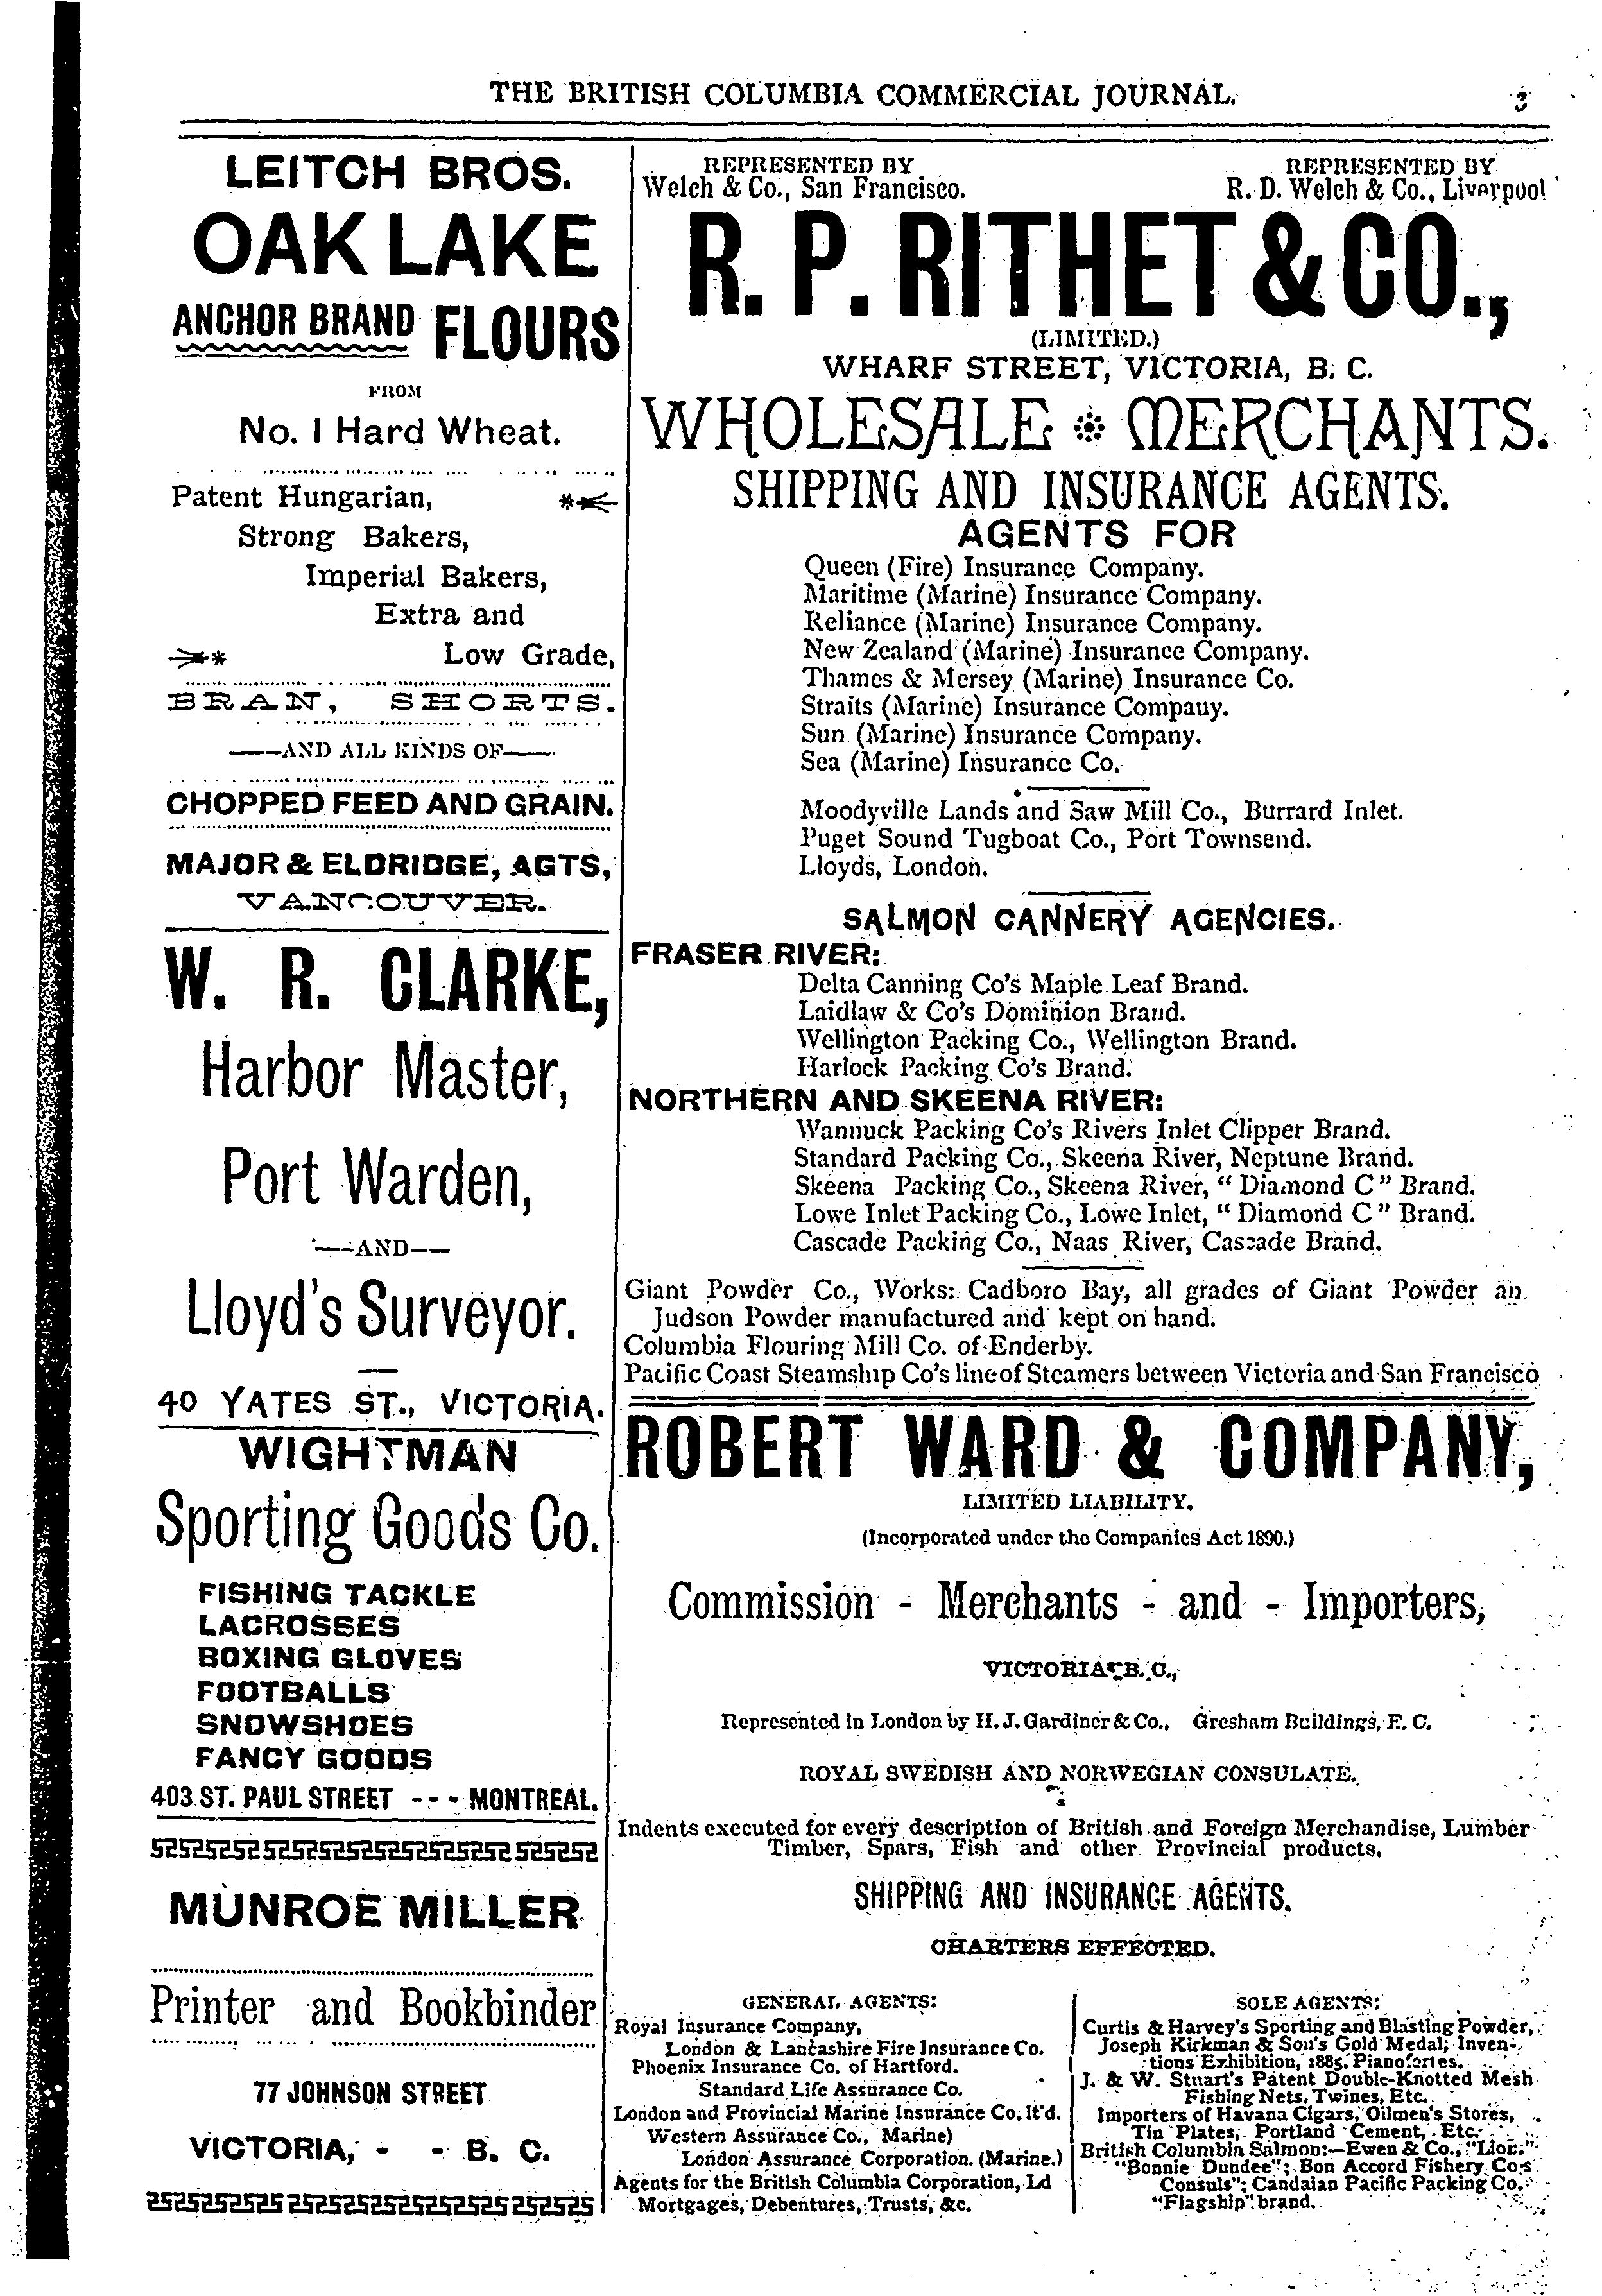 THE BRITISH COLUMBIA COMMERCIAL JOURNAL. 3
LEITCH BROS.
OAK LAKE
ANCHOR BRAND FLOURS
FROM
No. 1 Hard Wheat.
Patent Hungarian,
Strong Bakers,
Imperial Bakers,
Extra and
Low Grade,
BRAN, SHORTS.
AND ALL KINDS OF
CHOPPED FEED AND GRAIN.
MAJOR & ELDRIDGE, AGTS,
VANCOUVER.
W. R. CLARKE,
Harbor Master,
Port Warden,
AND
Lloyd's Surveyor.
40 YATES ST., VICTORIA.
WIGHTMAN
Sporting Goods Co.
FISHING TACKLE
LACROSSES
BOXING GLOVES
FOOTBALLS
SNOWSHOES
FANCY GOODS
403 ST. PAUL STREET - - - MONTREAL.
MUNROE MILLER
Printer and Bookbinder
77 JOHNSON STREET
VICTORIA, - - B. C.
REPRESENTED BY
Welch & Co., San Francisco.
REPRESENTED BY
R. D. Welch & Co., Liverpool
R. P. RITHET & CO.,
(LIMITED.)
WHARF STREET, VICTORIA, B. C.
WHOLESALE MERCHANTS.
SHIPPING AND INSURANCE AGENTS.
AGENTS FOR
Queen (Fire) Insurance Company.
Maritime (Marine) Insurance Company.
Reliance (Marine) Insurance Company.
New Zealand (Marine) Insurance Company.
Thames & Mersey (Marine) Insurance Co.
Straits (Marine) Insurance Compauy.
Sun (Marine) Insurance Company.
Sea (Marine) Insurance Co.
Moodyville Lands and Saw Mill Co., Burrard Inlet.
Puget Sound Tugboat Co., Port Townsend.
Lloyds, London.
SALMON CANNERY AGENCIES.
FRASER RIVER:
Delta Canning Co's Maple Leaf Brand.
Laidlaw & Co's Dominion Brand.
Wellington Packing Co., Wellington Brand.
Harlock Packing Co's Brand.
NORTHERN AND SKEENA RIVER:
Wannuck Packing Co's Rivers Inlet Clipper Brand.
Standard Packing Co., Skeena River, Neptune Brand.
Skeena Packing Co., Skeena River, "Diamond C" Brand.
Lowe Inlet Packing Co., Lowe Inlet, "Diamond C" Brand.
Cascade Packing Co., Naas River, Cascade Brand.
Giant Powder Co., Works: Cadboro Bay, all grades of Giant Powder an
Judson Powder manufactured and kept on hand.
Columbia Flouring Mill Co. of Enderby.
Pacific Coast Steamship Co's line of Steamers between Victoria and San Francisco
ROBERT WARD & COMPANY,
LIMITED LIABILITY.
(Incorporated under the Companies Act 1890.)
Commission - Merchants - and - Importers,
VICTORIA, B. C.,
Represented in London by H. J. Gardiner & Co., Gresham Buildings, E. C.
ROYAL SWEDISH AND NORWEGIAN CONSULATE.
Indents executed for every description of British and Foreign Merchandise, Lumber
Timber, Spars, Fish and other Provincial products.
SHIPPING AND INSURANCE AGENTS.
CHARTERS EFFECTED.
GENERAL AGENTS:
Royal Insurance Company,
London & Lancashire Fire Insurance Co.
Phoenix Insurance Co. of Hartford.
Standard Life Assurance Co.
London and Provincial Marine Insurance Co. lt'd.
Western Assurance Co., Marine)
London Assurance Corporation. (Marine.)
Agents for the British Columbia Corporation, Ld
Mortgages, Debentures, Trusts, &c.
SOLE AGENTS:
Curtis & Harvey's Sporting and Blasting Powder,
Joseph Kirkman & Son's Gold Medal; Inven-
tions Exhibition, 1885, Pianofortes.
J. & W. Stuart's Patent Double-Knotted Mesh
Fishing Nets, Twines, Etc.
Importers of Havana Cigars, Oilmen's Stores,
Tin Plates, Portland Cement, Etc.
British Columbia Salmon:—Ewen & Co., "Lion."
"Bonnie Dundee"; Bon Accord Fishery Co's
Consuls"; Candaian Pacific Packing Co.
"Flagship" brand.